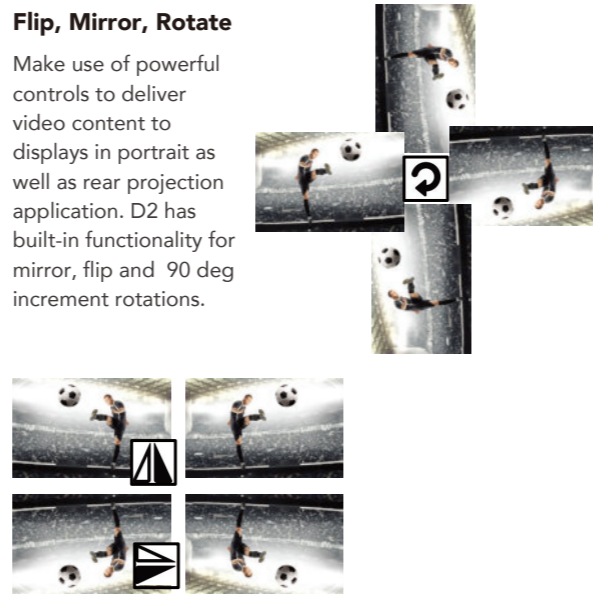 Flip, Mirror, Rotate
Make use of powerful
controls to deliver
video content to
displays in portrait as
well as rear projection
application. D2 has
built-in functionality for
mirror, flip and  90 deg
increment rotations.